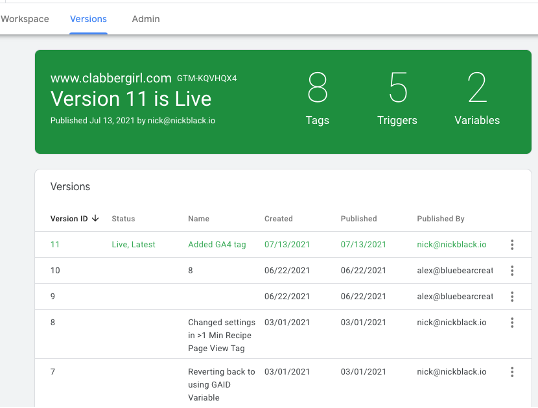 Workspace Versions Admin
www.clabbergirl.com GTM-KQVHQX4
Version 11 is Live
Published Jul 13, 2021 by nick@nickblack.io
8 5 2
Tags Triggers Variables
Versions
Version ID Status Name Created Published Published By
11 Live, Latest Added GA4 tag 07/13/2021 07/13/2021 nick@nickblack.io
10 8 06/22/2021 06/22/2021 alex@bluebearcreat
9 06/22/2021 06/22/2021 alex@bluebearcreat
8 Changed settings 03/01/2021 03/01/2021 nick@nickblack.io
in >1 Min Recipe
Page View Tag
7 Reverting back to 03/01/2021 03/01/2021 nick@nickblack.io
using GAID
Variable